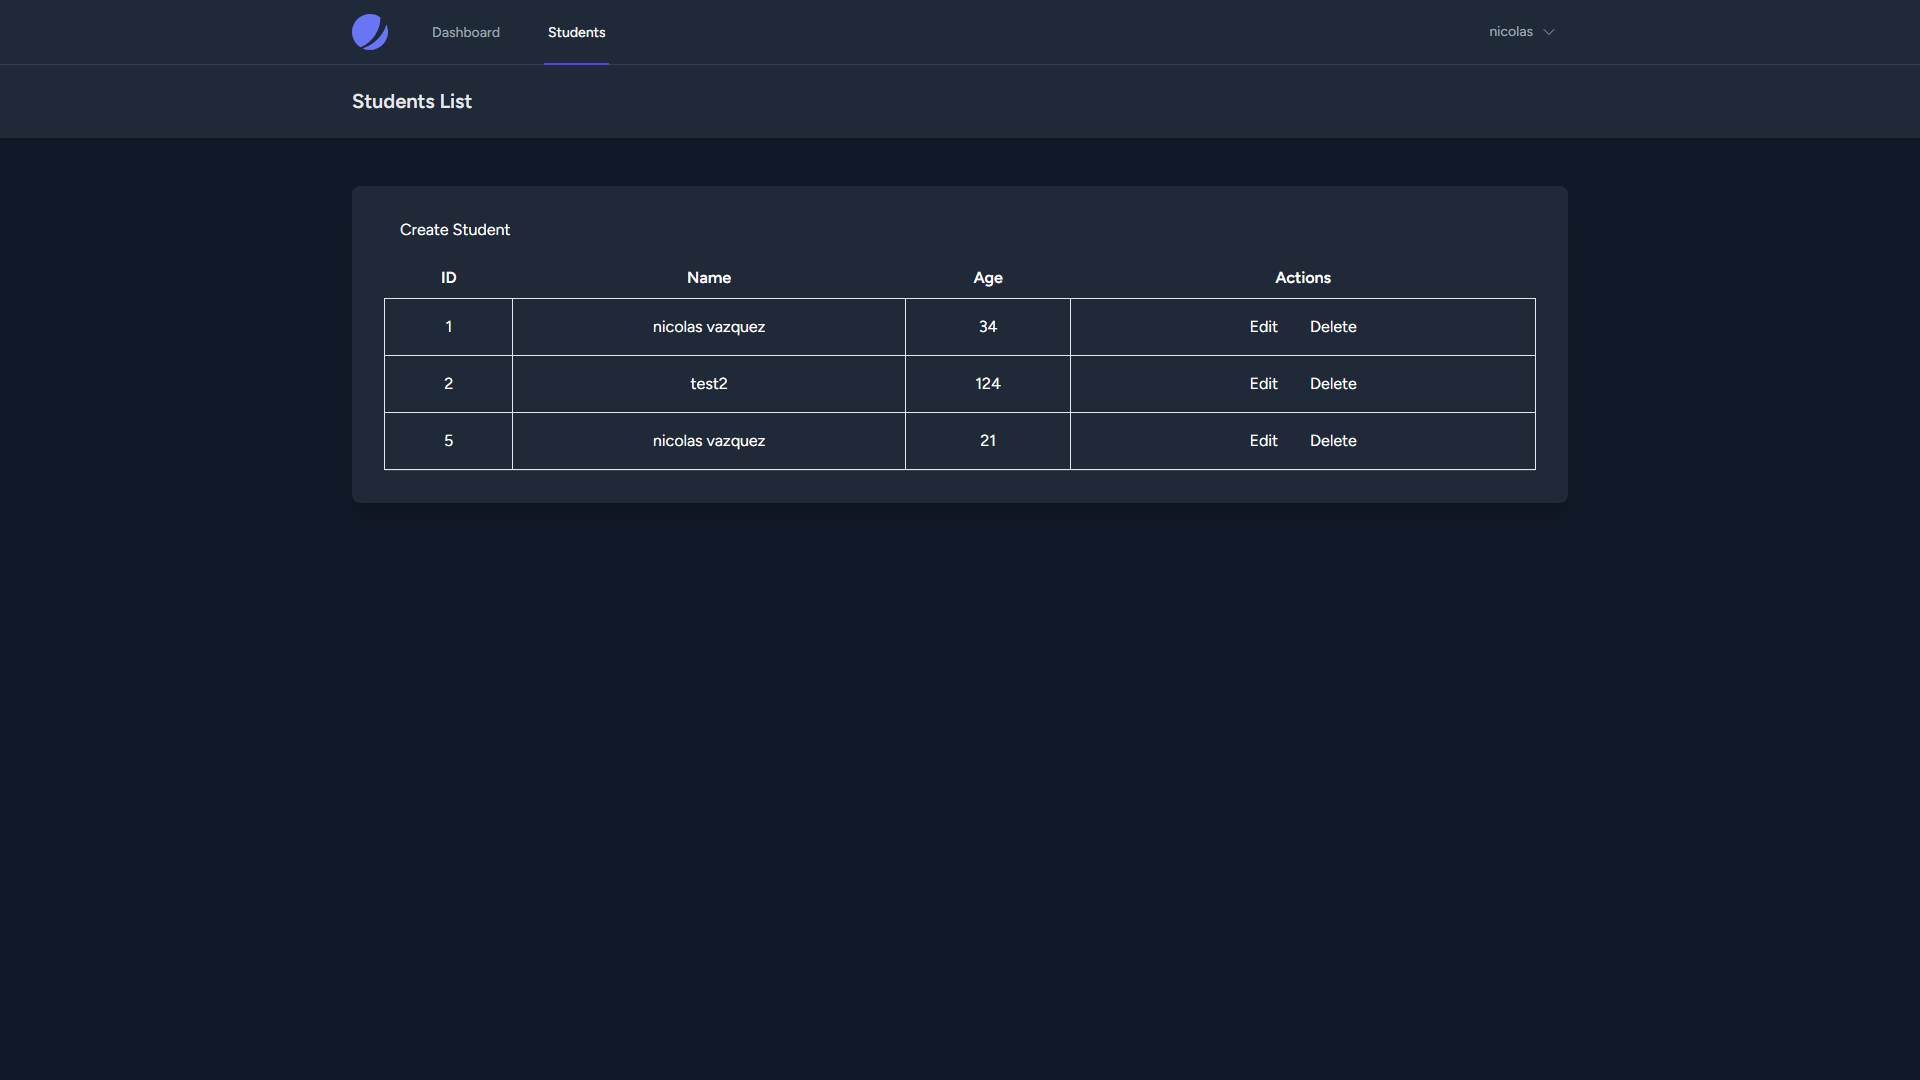 Dashboard Students nicolas
Students List
Create Student
ID Name Age Actions
1 nicolas vazquez 34 Edit Delete
2 test2 124 Edit Delete
5 nicolas vazquez 21 Edit Delete